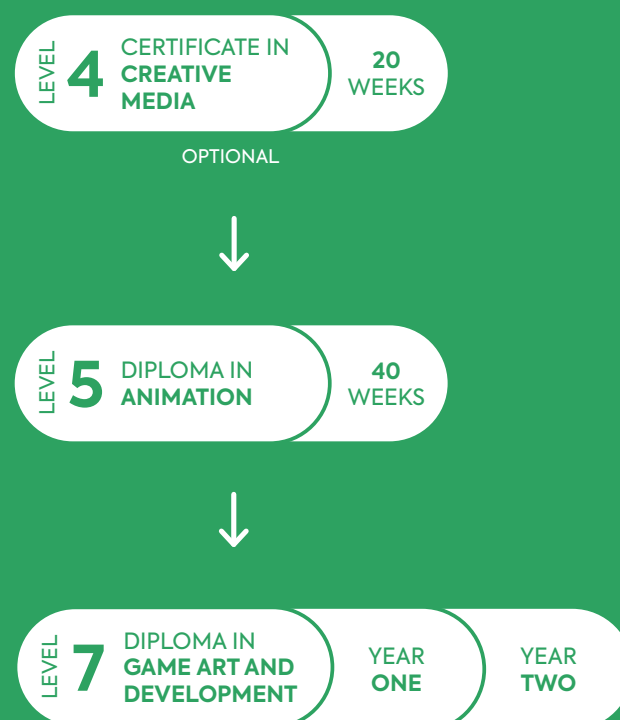 LEVEL
4
CERTIFICATE IN
CREATIVE
MEDIA
20
WEEKS
OPTIONAL
LEVEL
5
DIPLOMA IN
ANIMATION
40
WEEKS
LEVEL
7
DIPLOMA IN
GAME ART AND
DEVELOPMENT
YEAR
ONE
YEAR
TWO